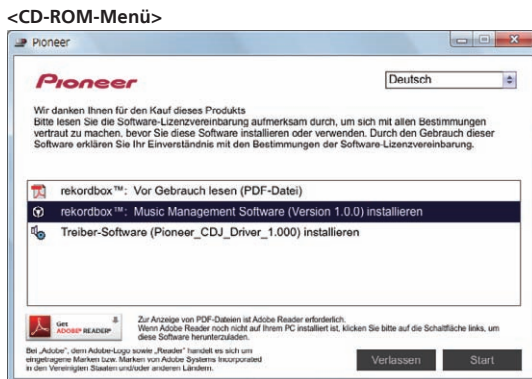 <CD-ROM-Menü>
Pioneer
Pioneer
Deutsch
Wir danken Ihnen für den Kauf dieses Produkts
Bitte lesen Sie die Software-Lizenzvereinbarung aufmerksam durch, um sich mit allen Bestimmungen
vertraut zu machen, bevor Sie diese Software installieren oder verwenden. Durch den Gebrauch dieser
Software erklären Sie Ihr Einverständnis mit den Bestimmungen der Software-Lizenzvereinbarung.
rekordbox™: Vor Gebrauch lesen (PDF-Datei)
rekordbox™: Music Management Software (Version 1.0.0) installieren
Treiber-Software (Pioneer_CDJ_Driver_1.000) installieren
Get
ADOBE® READER®
Zur Anzeige von PDF-Dateien ist Adobe Reader erforderlich.
Wenn Adobe Reader noch nicht auf Ihrem PC installiert ist, klicken Sie bitte auf die Schaltfläche links, um
diese Software herunterzuladen.
Bei „Adobe", dem Adobe-Logo sowie „Reader" handelt es sich um
eingetragene Marken bzw. Marken von Adobe Systems Incorporated
in den Vereinigten Staaten und/oder anderen Ländern.
Verlassen
Start